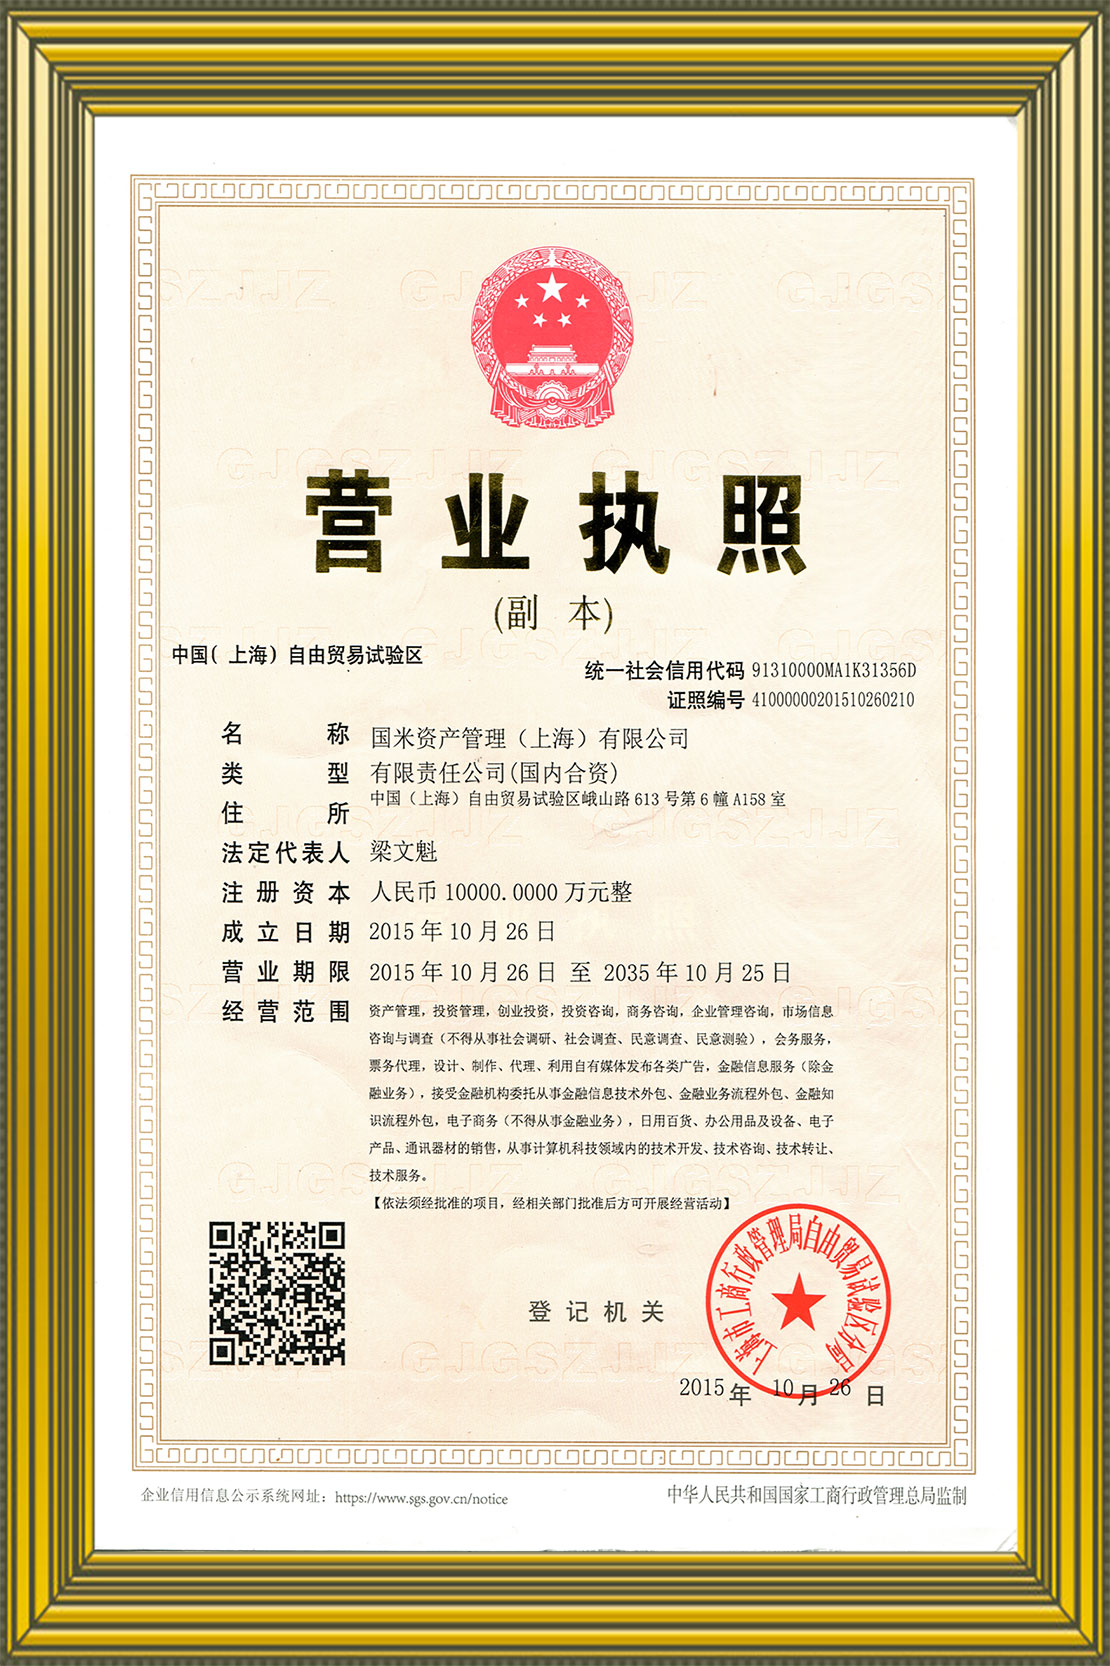 营业执照
(副 本)
中国(上海)自由贸易试验区
统一社会信用代码 91310000MA1K31356D
证照编号 41000000201510260210
名称 国米资产管理（上海）有限公司
类型 有限责任公司(国内合资)
住所 中国（上海）自由贸易试验区峨山路 613 号第 6 幢 A158 室
法定代表人 梁文魁
注册资本 人民币 10000.0000 万元整
成立日期 2015 年 10 月 26 日
营业期限 2015 年 10 月 26 日 至 2035 年 10 月 25 日
经营范围 资产管理，投资管理，创业投资，投资咨询，商务咨询，企业管理咨询，市场信息
咨询与调查（不得从事社会调研、社会调查、民意调查、民意测验），会务服务，
票务代理，设计、制作、代理、利用自有媒体发布各类广告，金融信息服务（除金
融业务），接受金融机构委托从事金融信息技术外包、金融业务流程外包、金融知
识流程外包，电子商务（不得从事金融业务），日用百货、办公用品及设备、电子
产品、通讯器材的销售，从事计算机科技领域内的技术开发、技术咨询、技术转让、
技术服务。
【依法须经批准的项目，经相关部门批准后方可开展经营活动】
登记机关
上海市工商行政管理局自由贸易试验区分局
2015 年 10 月 26 日
企业信用信息公示系统网址：https://www.sgs.gov.cn/notice
中华人民共和国国家工商行政管理总局监制
GJGSZJJZ